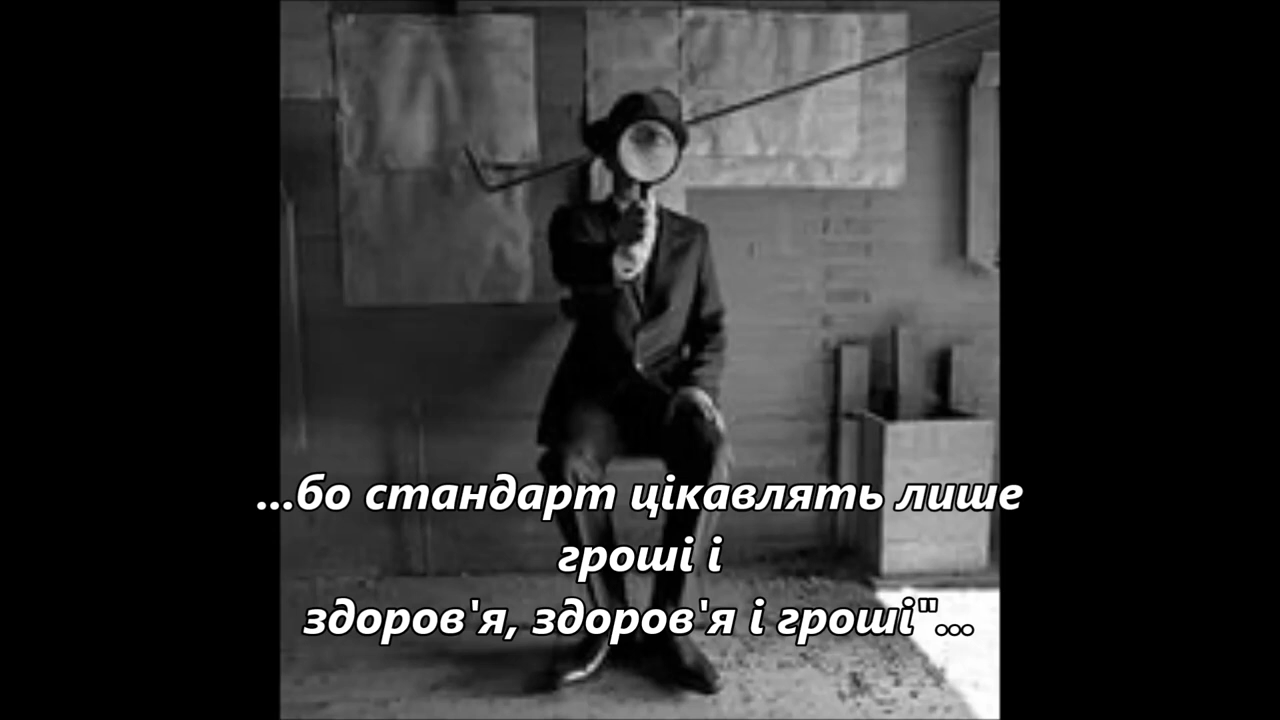 ...бо стандарт цікавлять лише
гроші і
здоров'я, здоров'я і гроші"...